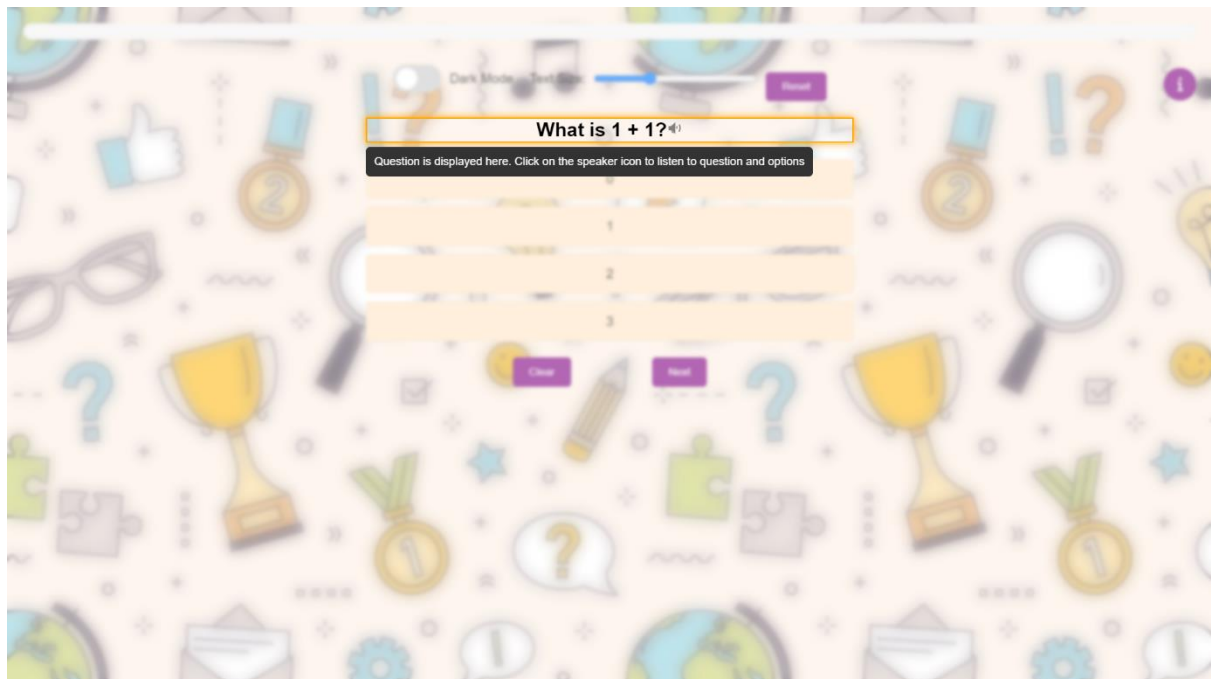 Dark Mode Text Size: Reset
What is 1 + 1?
Question is displayed here. Click on the speaker icon to listen to question and options
0
1
2
3
Clear Next